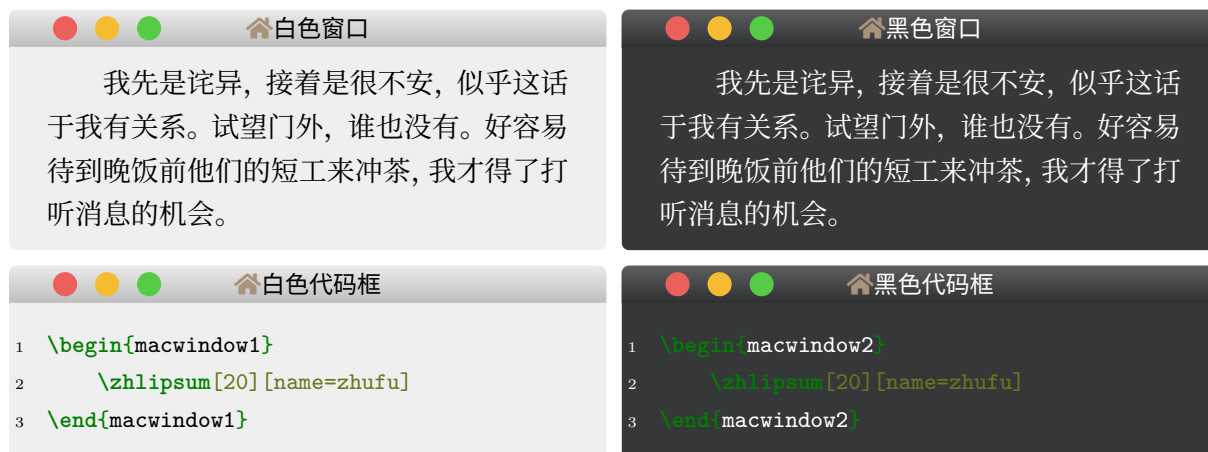 白色窗口
我先是诧异，接着是很不安，似乎这话
于我有关系。试望门外，谁也没有。好容易
待到晚饭前他们的短工来冲茶，我才得了打
听消息的机会。
黑色窗口
我先是诧异，接着是很不安，似乎这话
于我有关系。试望门外，谁也没有。好容易
待到晚饭前他们的短工来冲茶，我才得了打
听消息的机会。
白色代码框
1 \begin{macwindow1}
2     \zhlipsum[20][name=zhufu]
3 \end{macwindow1}
黑色代码框
1 \begin{macwindow2}
2     \zhlipsum[20][name=zhufu]
3 \end{macwindow2}